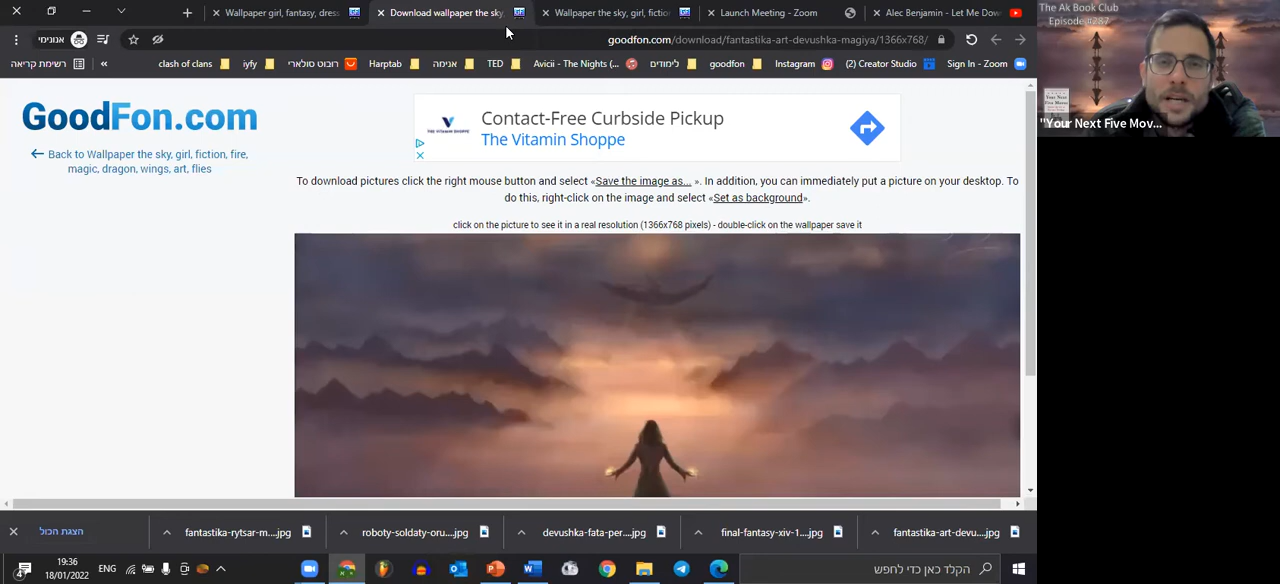 Wallpaper girl, fantasy, dres
Download wallpaper the sky,
Wallpaper the sky, girl, fictio
Launch Meeting - Zoom
Alec Benjamin - Let Me Dow
אנונימי
goodfon.com/download/fantastika-art-devushka-magiya/1366x768/
רשימת קריאה
«
clash of clans
iyfy
רובוט סולארי
Harptab
אנימה
TED
Avicii - The Nights (...
לימודים
goodfon
Instagram
(2) Creator Studio
Sign In - Zoom
The Ak Book Club
Episode #287
"Your Next Five Mov...
GoodFon.com
Back to Wallpaper the sky, girl, fiction, fire,
magic, dragon, wings, art, flies
THE VITAMIN SHOPPE
Contact-Free Curbside Pickup
The Vitamin Shoppe
To download pictures click the right mouse button and select «Save the image as... ». In addition, you can immediately put a picture on your desktop. To
do this, right-click on the image and select «Set as background».
click on the picture to see it in a real resolution (1366x768 pixels) - double-click on the wallpaper save it
הצגת הכול
fantastika-rytsar-m....jpg
roboty-soldaty-oru....jpg
devushka-fata-per....jpg
final-fantasy-xiv-1....jpg
fantastika-art-devu....jpg
4
19:36
18/01/2022
ENG
הקלד כאן כדי לחפש